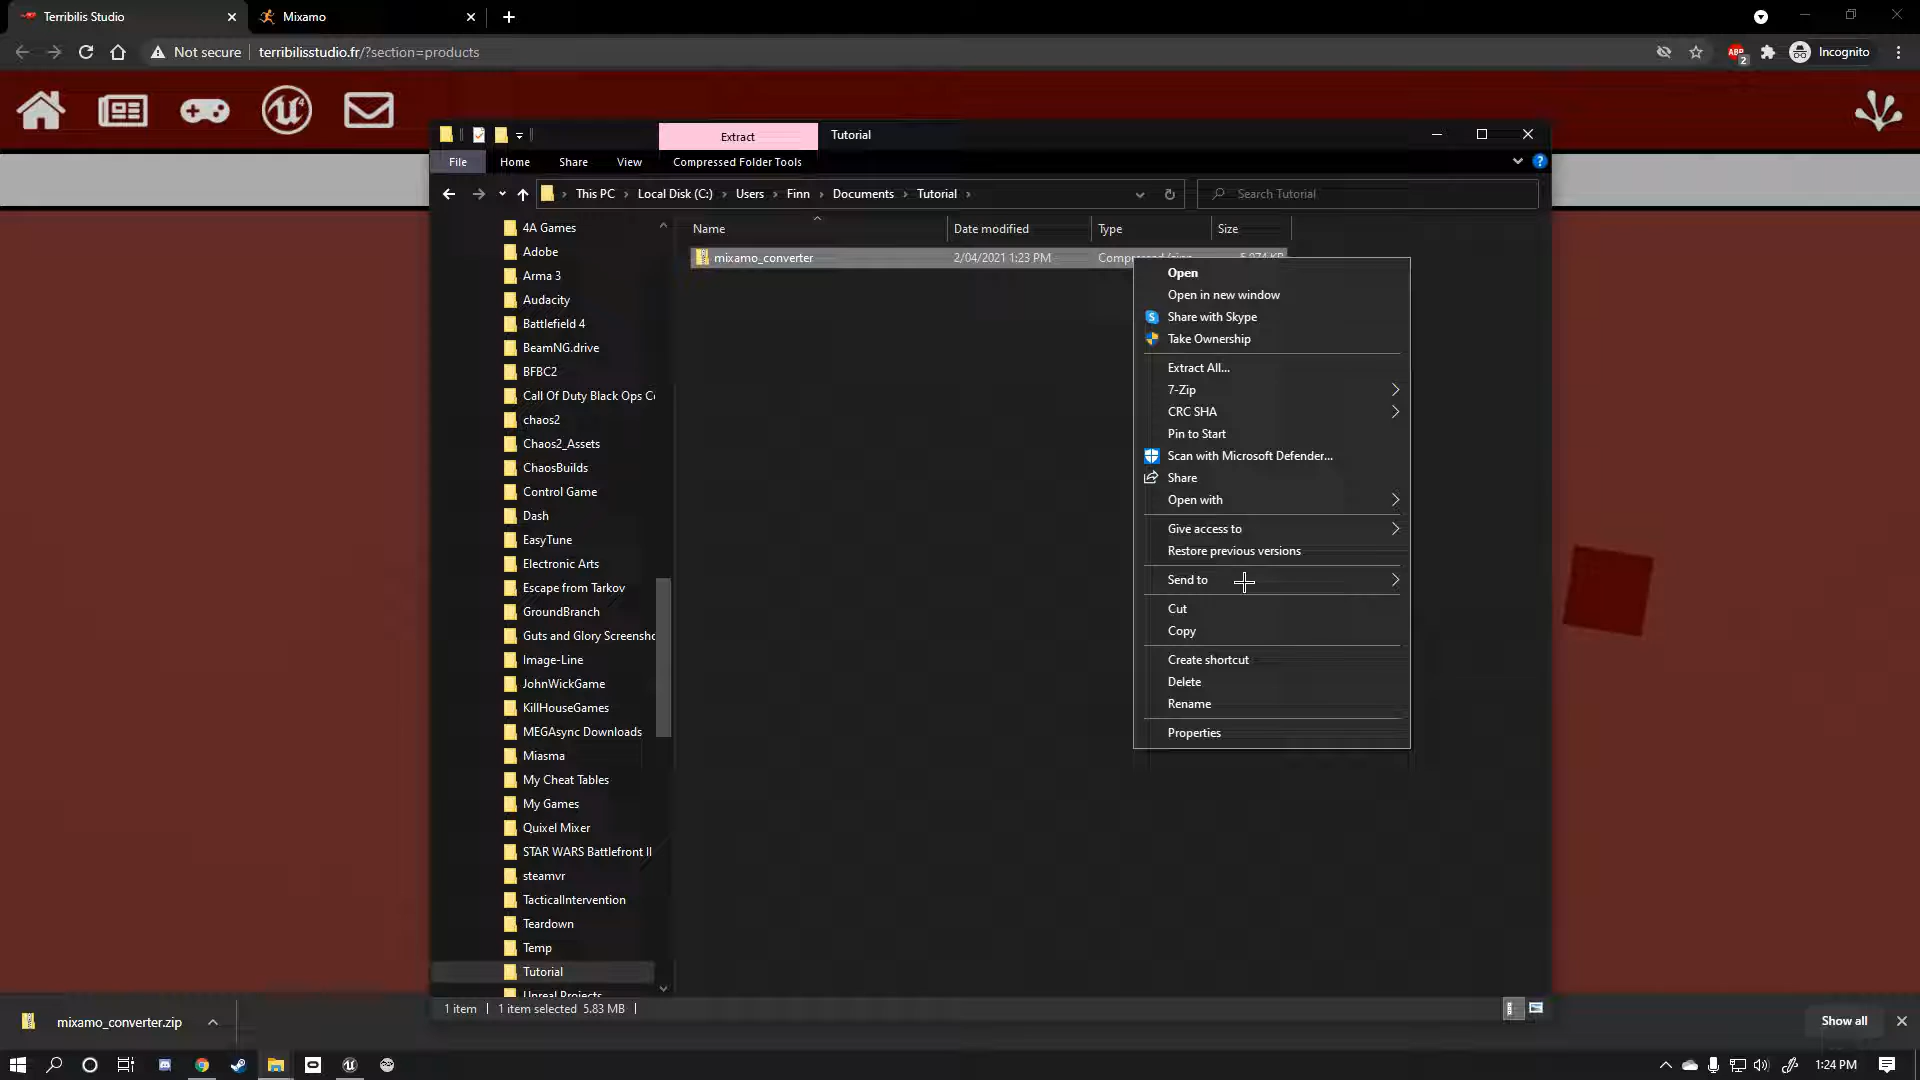 Terribilis Studio
Mixamo
Not secure
terribilisstudio.fr/?section=products
ABP
2
Incognito
Extract
Tutorial
File
Home
Share
View
Compressed Folder Tools
This PC
Local Disk (C:)
Users
Finn
Documents
Tutorial
Search Tutorial
Name
Date modified
Type
Size
4A Games
Adobe
Arma 3
Audacity
Battlefield 4
BeamNG.drive
BFBC2
Call Of Duty Black Ops C
chaos2
Chaos2_Assets
ChaosBuilds
Control Game
Dash
EasyTune
Electronic Arts
Escape from Tarkov
GroundBranch
Guts and Glory Screensho
Image-Line
JohnWickGame
KillHouseGames
MEGAsync Downloads
Miasma
My Cheat Tables
My Games
Quixel Mixer
STAR WARS Battlefront II
steamvr
TacticalIntervention
Teardown
Temp
Tutorial
Unreal Projects
mixamo_converter
2/04/2021 1:23 PM
Open
Open in new window
Share with Skype
Take Ownership
Extract All...
7-Zip
CRC SHA
Pin to Start
Scan with Microsoft Defender...
Share
Open with
Give access to
Restore previous versions
Send to
Cut
Copy
Create shortcut
Delete
Rename
Properties
1 item
1 item selected 5.83 MB
mixamo_converter.zip
Show all
1:24 PM